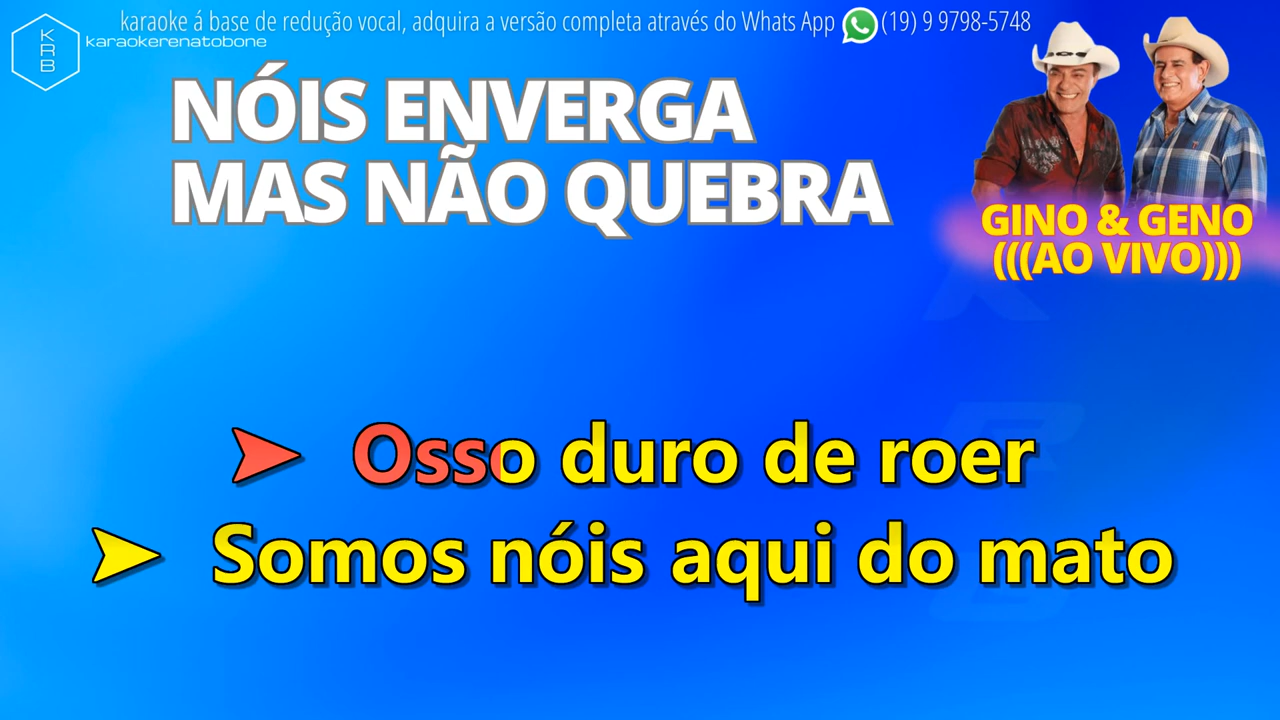 karaoke á base de redução vocal, adquira a versão completa através do Whats App (19) 9 9798-5748
KRB
karaokerenatobone
NÓIS ENVERGA
MAS NÃO QUEBRA
GINO & GENO
(((AO VIVO)))
Osso duro de roer
Somos nóis aqui do mato